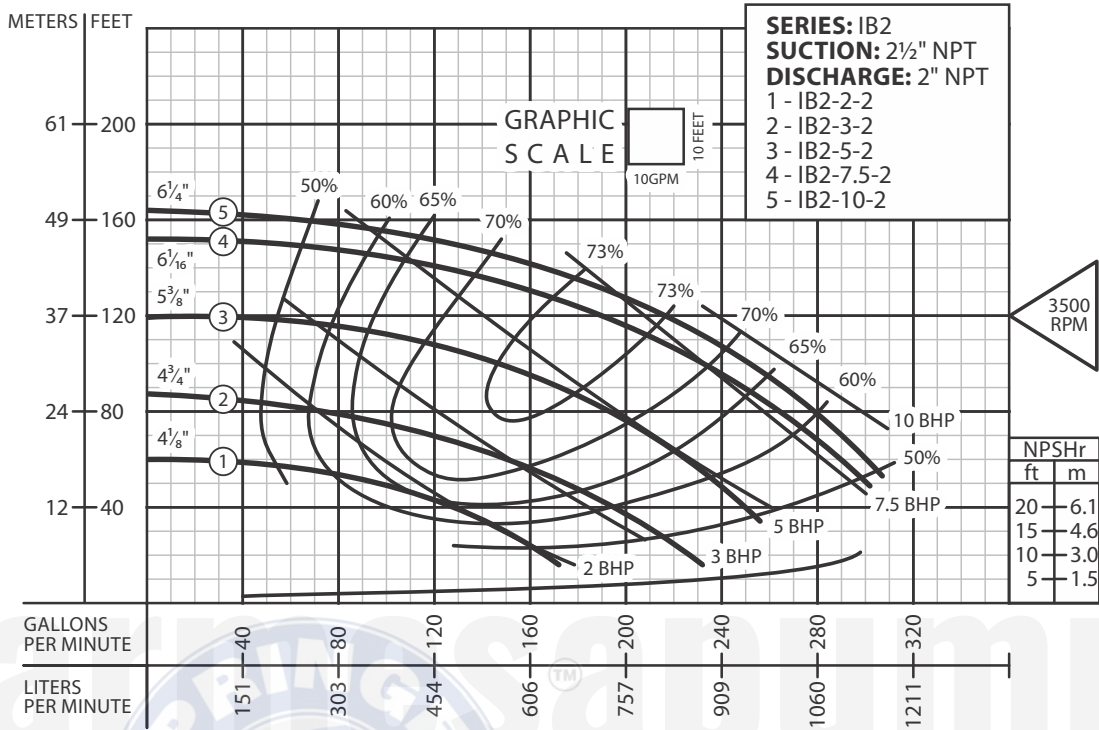 METERS FEET
SERIES: IB2
SUCTION: 2½" NPT
DISCHARGE: 2" NPT
1 - IB2-2-2
2 - IB2-3-2
3 - IB2-5-2
4 - IB2-7.5-2
5 - IB2-10-2
GRAPHIC
SCALE
10 FEET
10GPM
61 200
49 160
37 120
24 80
12 40
6¼"
6 1/16"
5⅜"
4¾"
4⅛"
5
4
3
2
1
50%
60%
65%
70%
73%
73%
70%
65%
60%
50%
10 BHP
7.5 BHP
5 BHP
3 BHP
2 BHP
3500
RPM
NPSHr
ft m
20 6.1
15 4.6
10 3.0
5 1.5
GALLONS
PER MINUTE
40 80 120 160 200 240 280 320
LITERS
PER MINUTE
151 303 454 606 757 909 1060 1211
TM